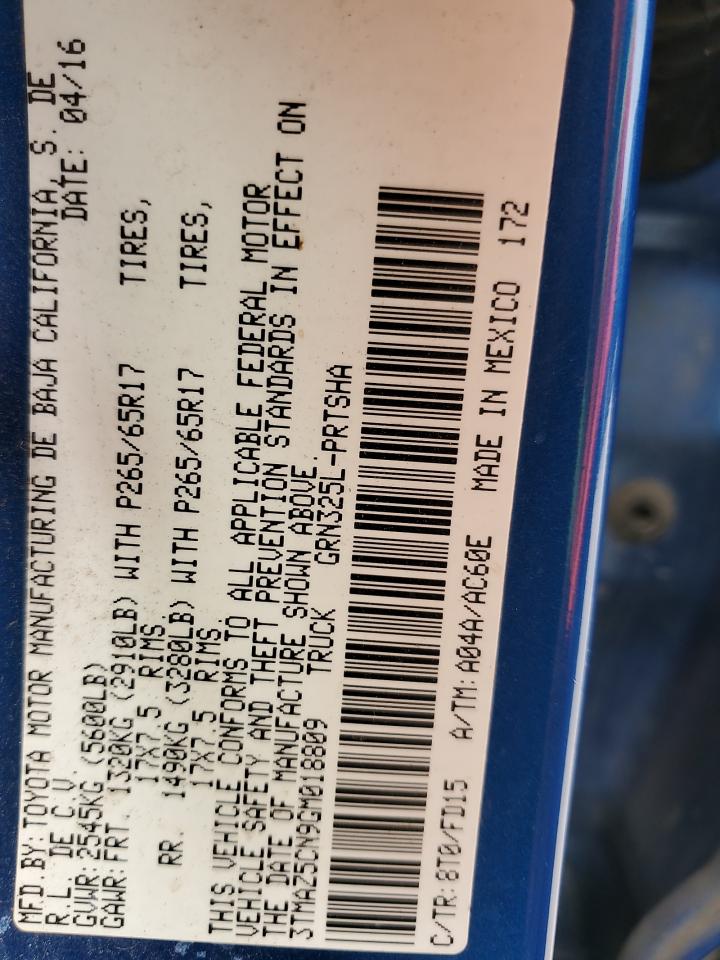 MFD.BY: TOYOTA MOTOR MANUFACTURING DE BAJA CALIFORNIA, S. DE
R.L. DE C.V. DATE: 04/16
GVWR: 2545KG (5600LB)
GAWR: FRT. 1320KG (2910LB) WITH P265/65R17 TIRES,
17X7.5 RIMS.
RR. 1490KG (3280LB) WITH P265/65R17 TIRES,
17X7.5 RIMS.
THIS VEHICLE CONFORMS TO ALL APPLICABLE FEDERAL MOTOR
VEHICLE SAFETY AND THEFT PREVENTION STANDARDS IN EFFECT ON
THE DATE OF MANUFACTURE SHOWN ABOVE.
3TMAZ5CN9GM018809 TRUCK GRN325L-PRTSHA
C/TR: 8T0/FD15 A/TM: A04A/AC60E MADE IN MEXICO 172